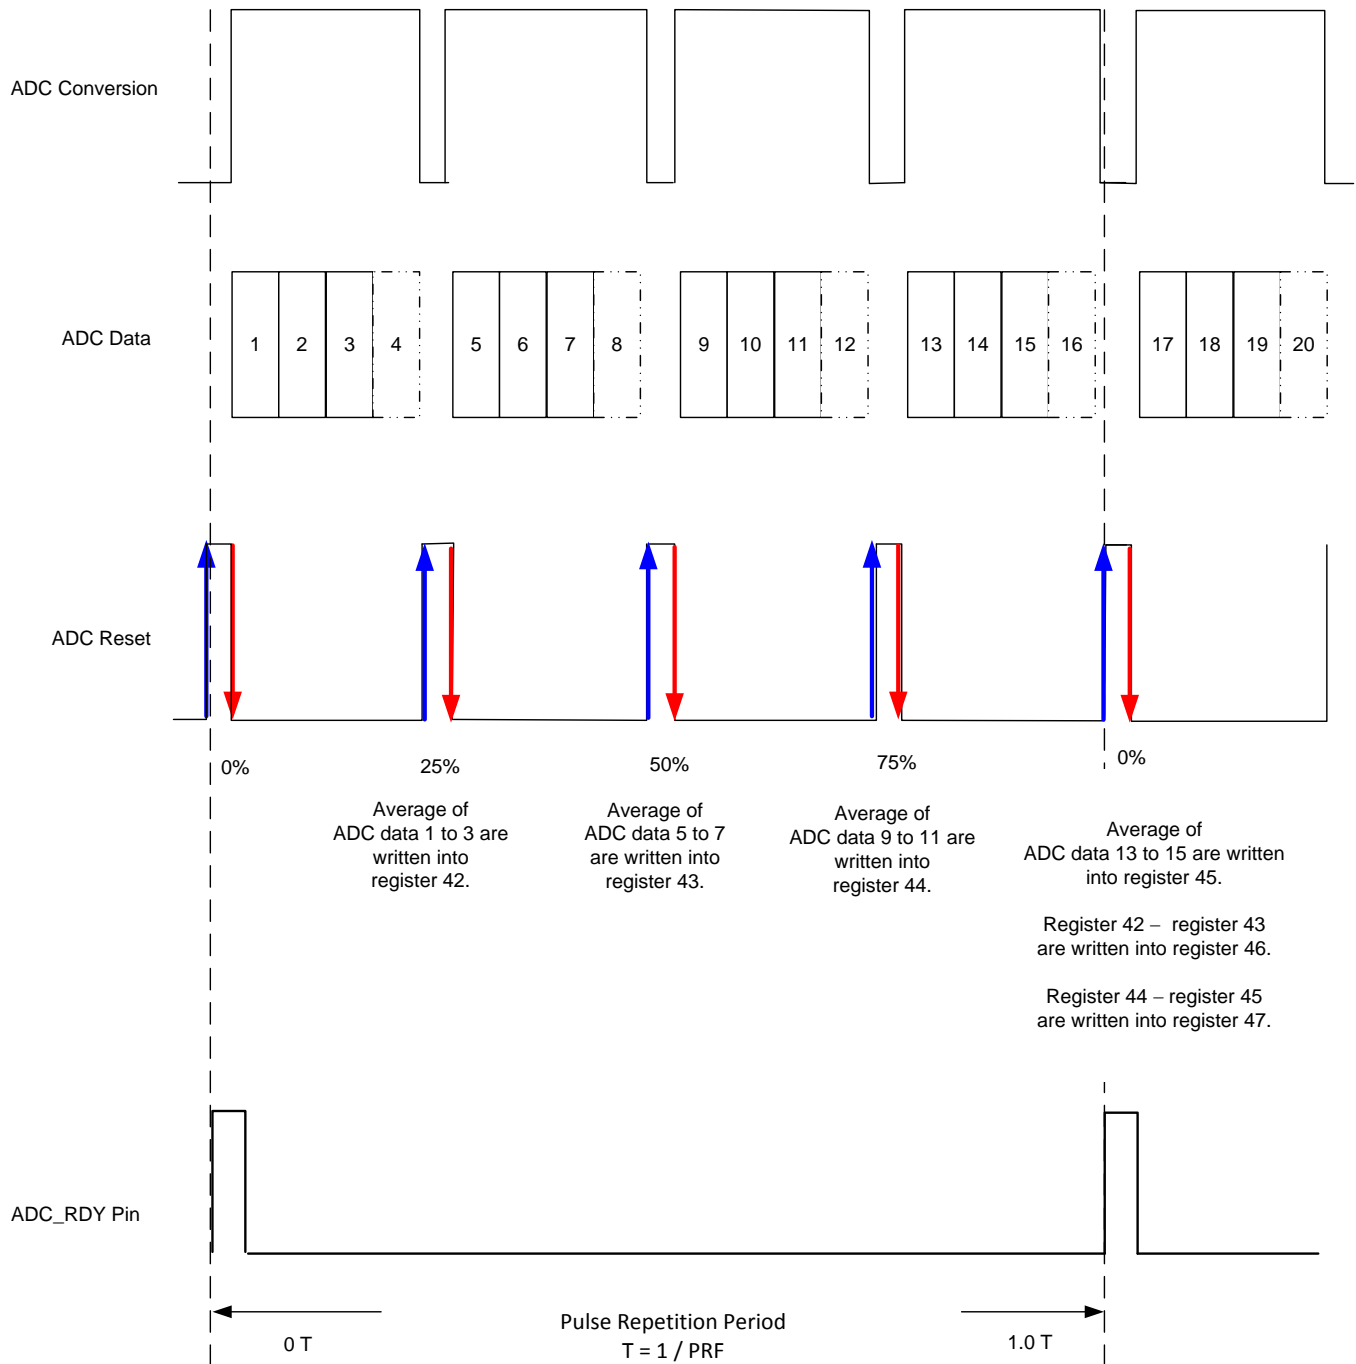 ADC Conversion
ADC Data
1 2 3 4 5 6 7 8 9 10 11 12 13 14 15 16 17 18 19 20
ADC Reset
0% 25% 50% 75% 0%
Average of
ADC data 1 to 3 are
written into
register 42.
Average of
ADC data 5 to 7
are written into
register 43.
Average of
ADC data 9 to 11 are
written into
register 44.
Average of
ADC data 13 to 15 are written
into register 45.
Register 42 – register 43
are written into register 46.
Register 44 – register 45
are written into register 47.
ADC_RDY Pin
0 T
Pulse Repetition Period
T = 1 / PRF
1.0 T